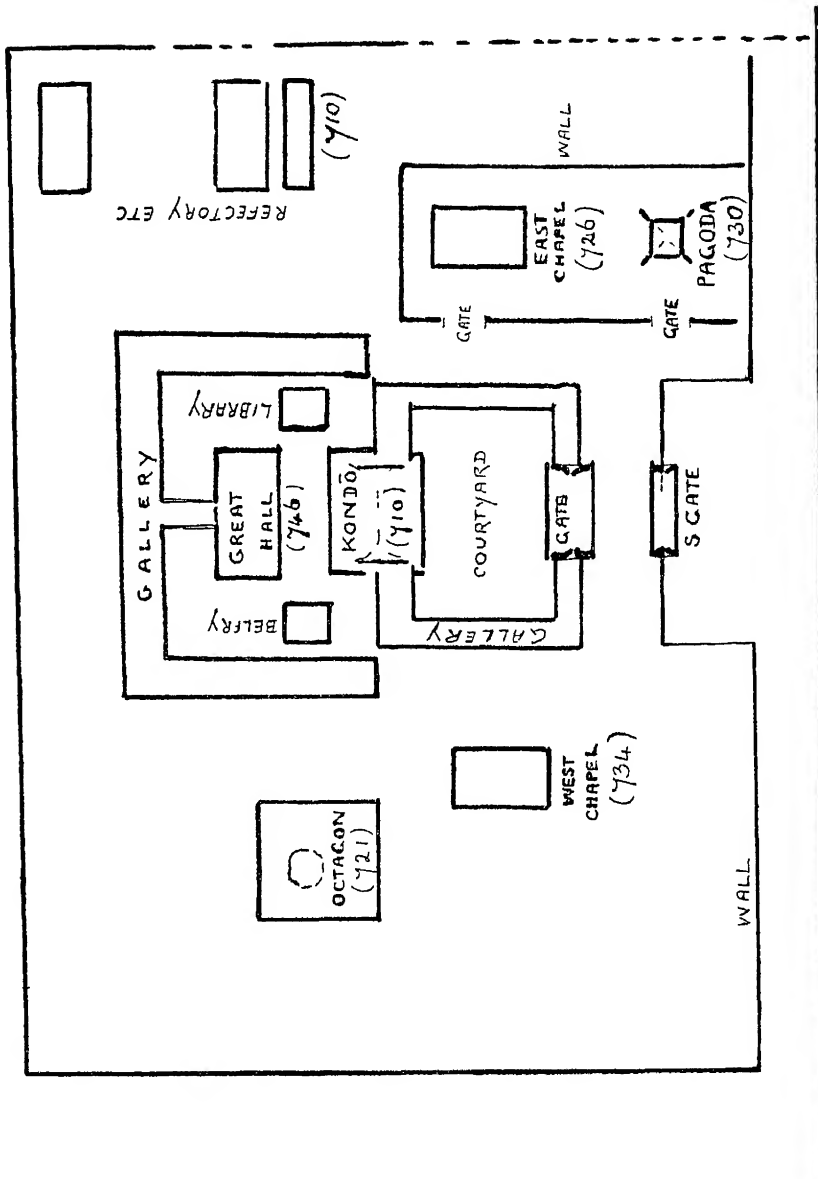 REFECTORY ETC
(710)
WALL
EAST
CHAPEL
(726)
PAGODA
(730)
GATE
GATE
GALLERY
LIBRARY
GREAT
HALL
(746)
KONDŌ
(710)
COURTYARD
GATE
S GATE
BELFRY
GALLERY
OCTAGON
(721)
WEST
CHAPEL
(734)
WALL